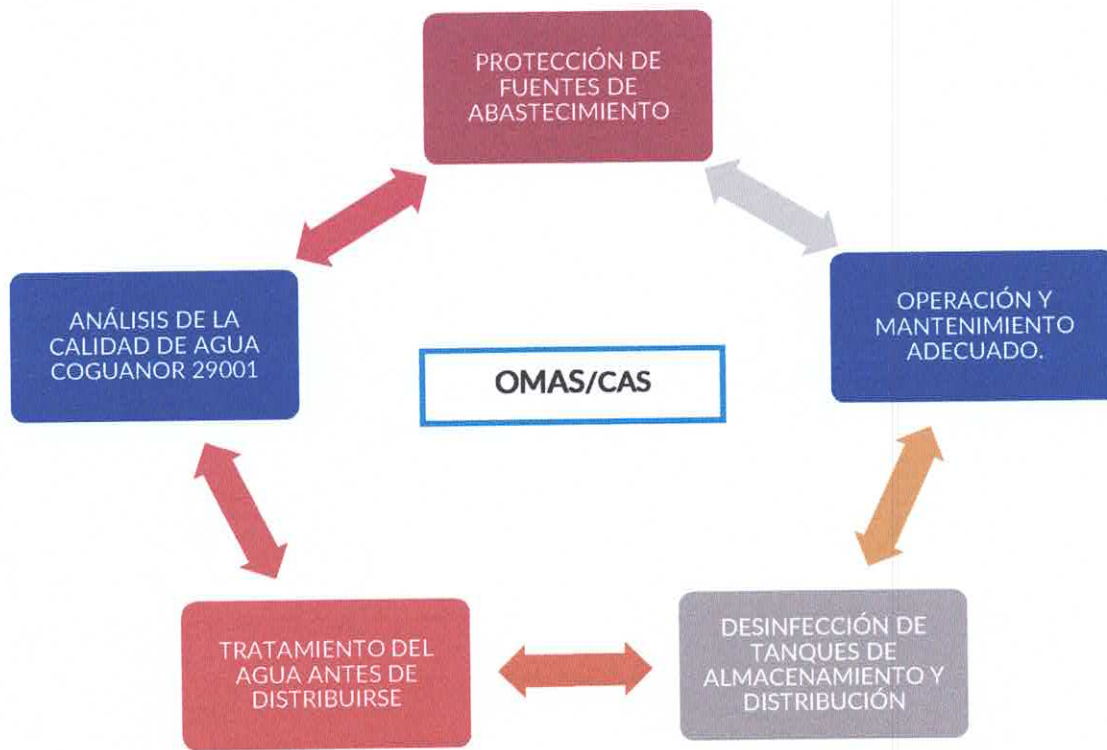 PROTECCIÓN DE
FUENTES DE
ABASTECIMIENTO
ANÁLISIS DE LA
CALIDAD DE AGUA
COGUANOR 29001
OPERACIÓN Y
MANTENIMIENTO
ADECUADO.
OMAS/CAS
TRATAMIENTO DEL
AGUA ANTES DE
DISTRIBUIRSE
DESINFECCIÓN DE
TANQUES DE
ALMACENAMIENTO Y
DISTRIBUCIÓN